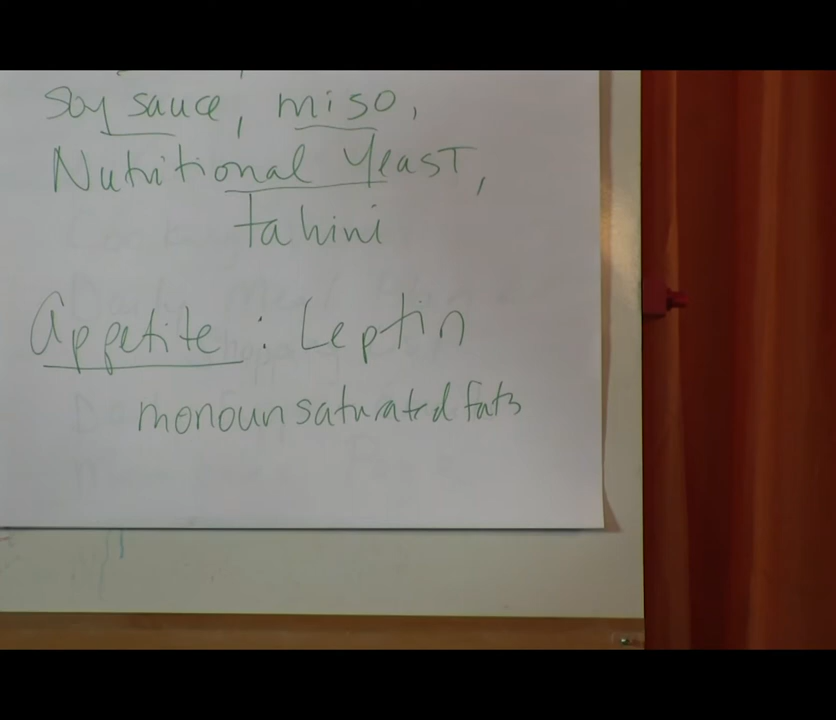 soy sauce, miso,
Nutritional Yeast,
tahini
Appetite: Leptin
monounsaturated fats